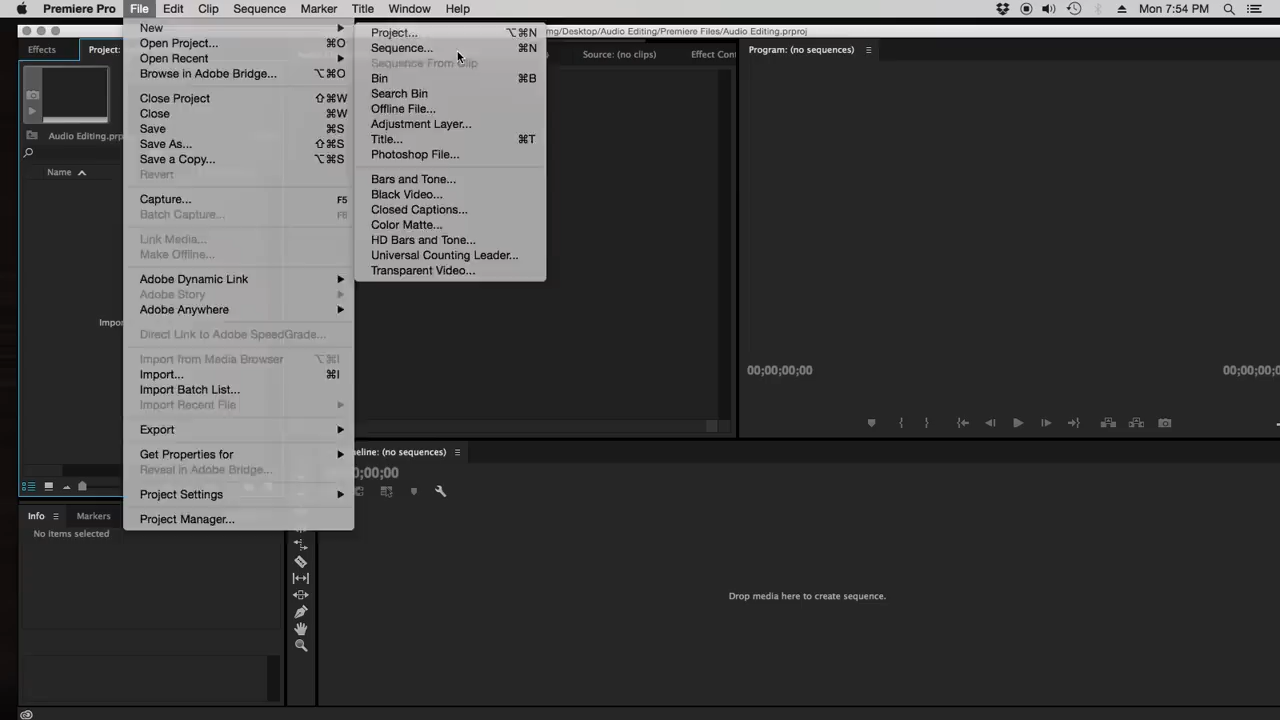 Premiere Pro File Edit Clip Sequence Marker Title Window Help Mon 7:54 PM
mg/Desktop/Audio Editing/Premiere Files/Audio Editing.prproj
Effects Project: Source: (no clips) Effect Con Program: (no sequences)
Audio Editing.prp
Name
Impor
New
Open Project... ⌘O
Open Recent
Browse in Adobe Bridge... ⌥⌘O
Close Project ⇧⌘W
Close ⌘W
Save ⌘S
Save As... ⇧⌘S
Save a Copy... ⌥⌘S
Revert
Capture... F5
Batch Capture... F6
Link Media...
Make Offline...
Adobe Dynamic Link
Adobe Story
Adobe Anywhere
Direct Link to Adobe SpeedGrade...
Import from Media Browser ⌥⌘I
Import... ⌘I
Import Batch List...
Import Recent File
Export
Get Properties for
Reveal in Adobe Bridge...
Project Settings
Project Manager...
Project... ⌥⌘N
Sequence... ⌘N
Sequence From Clip
Bin ⌘B
Search Bin
Offline File...
Adjustment Layer...
Title... ⌘T
Photoshop File...
Bars and Tone...
Black Video...
Closed Captions...
Color Matte...
HD Bars and Tone...
Universal Counting Leader...
Transparent Video...
00;00;00;00 00;00;00;0
Info Markers
No items selected
meline: (no sequences)
0;00;00
Drop media here to create sequence.